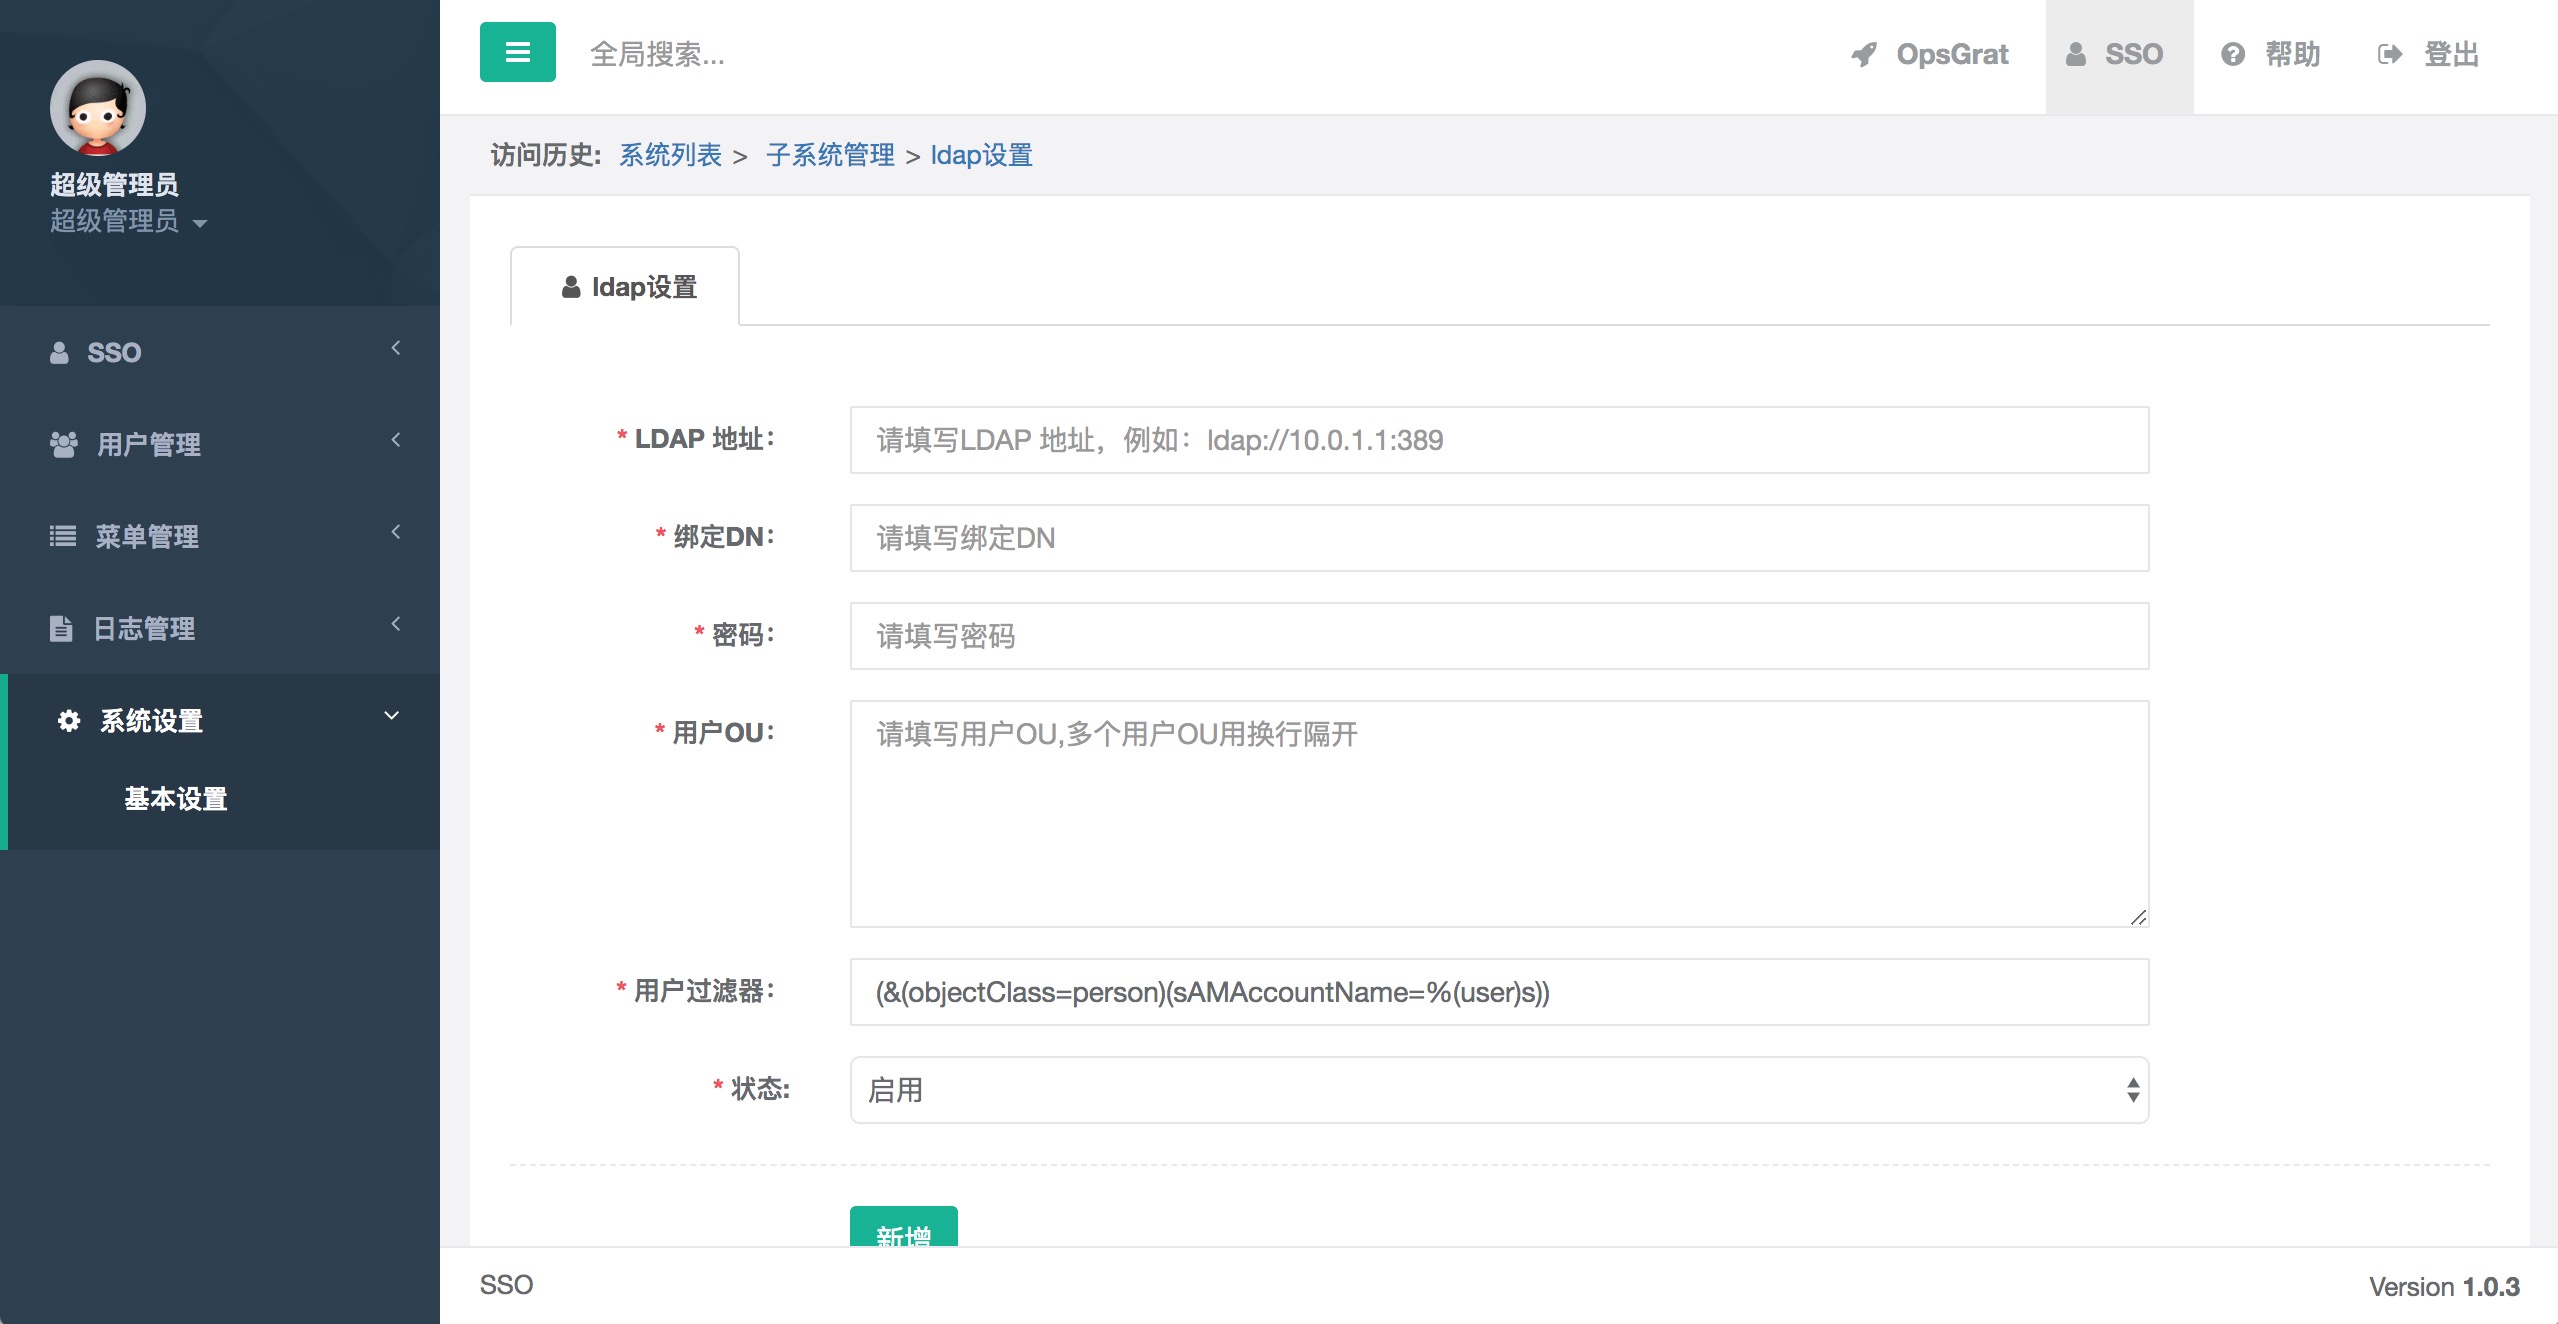 全局搜索...
OpsGrat
SSO
帮助
登出
超级管理员
超级管理员
SSO
用户管理
菜单管理
日志管理
系统设置
基本设置
访问历史: 系统列表 > 子系统管理 > ldap设置
ldap设置
* LDAP 地址：
请填写LDAP 地址，例如：ldap://10.0.1.1:389
* 绑定DN：
请填写绑定DN
* 密码：
请填写密码
* 用户OU：
请填写用户OU,多个用户OU用换行隔开
* 用户过滤器：
(&(objectClass=person)(sAMAccountName=%(user)s))
* 状态:
启用
新增
SSO
Version 1.0.3